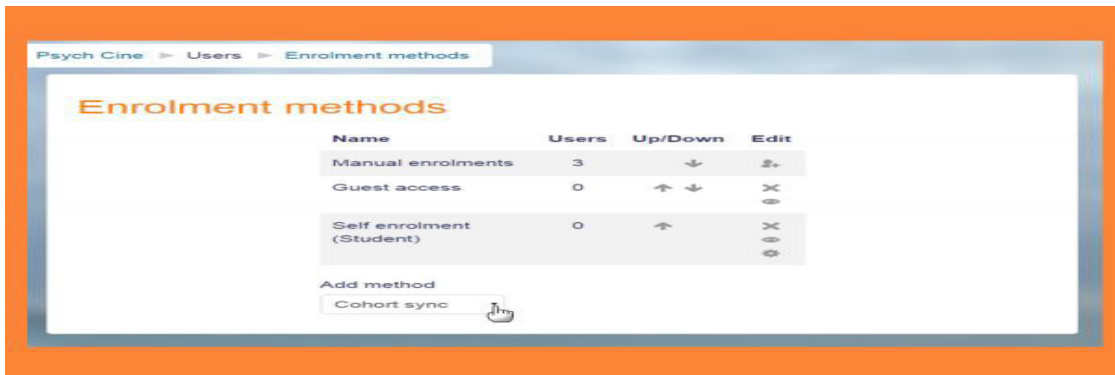 Psych Cine Users Enrolment methods
Enrolment methods
Name Users Up/Down Edit
Manual enrolments 3
Guest access 0
Self enrolment 0
(Student)
Add method
Cohort sync